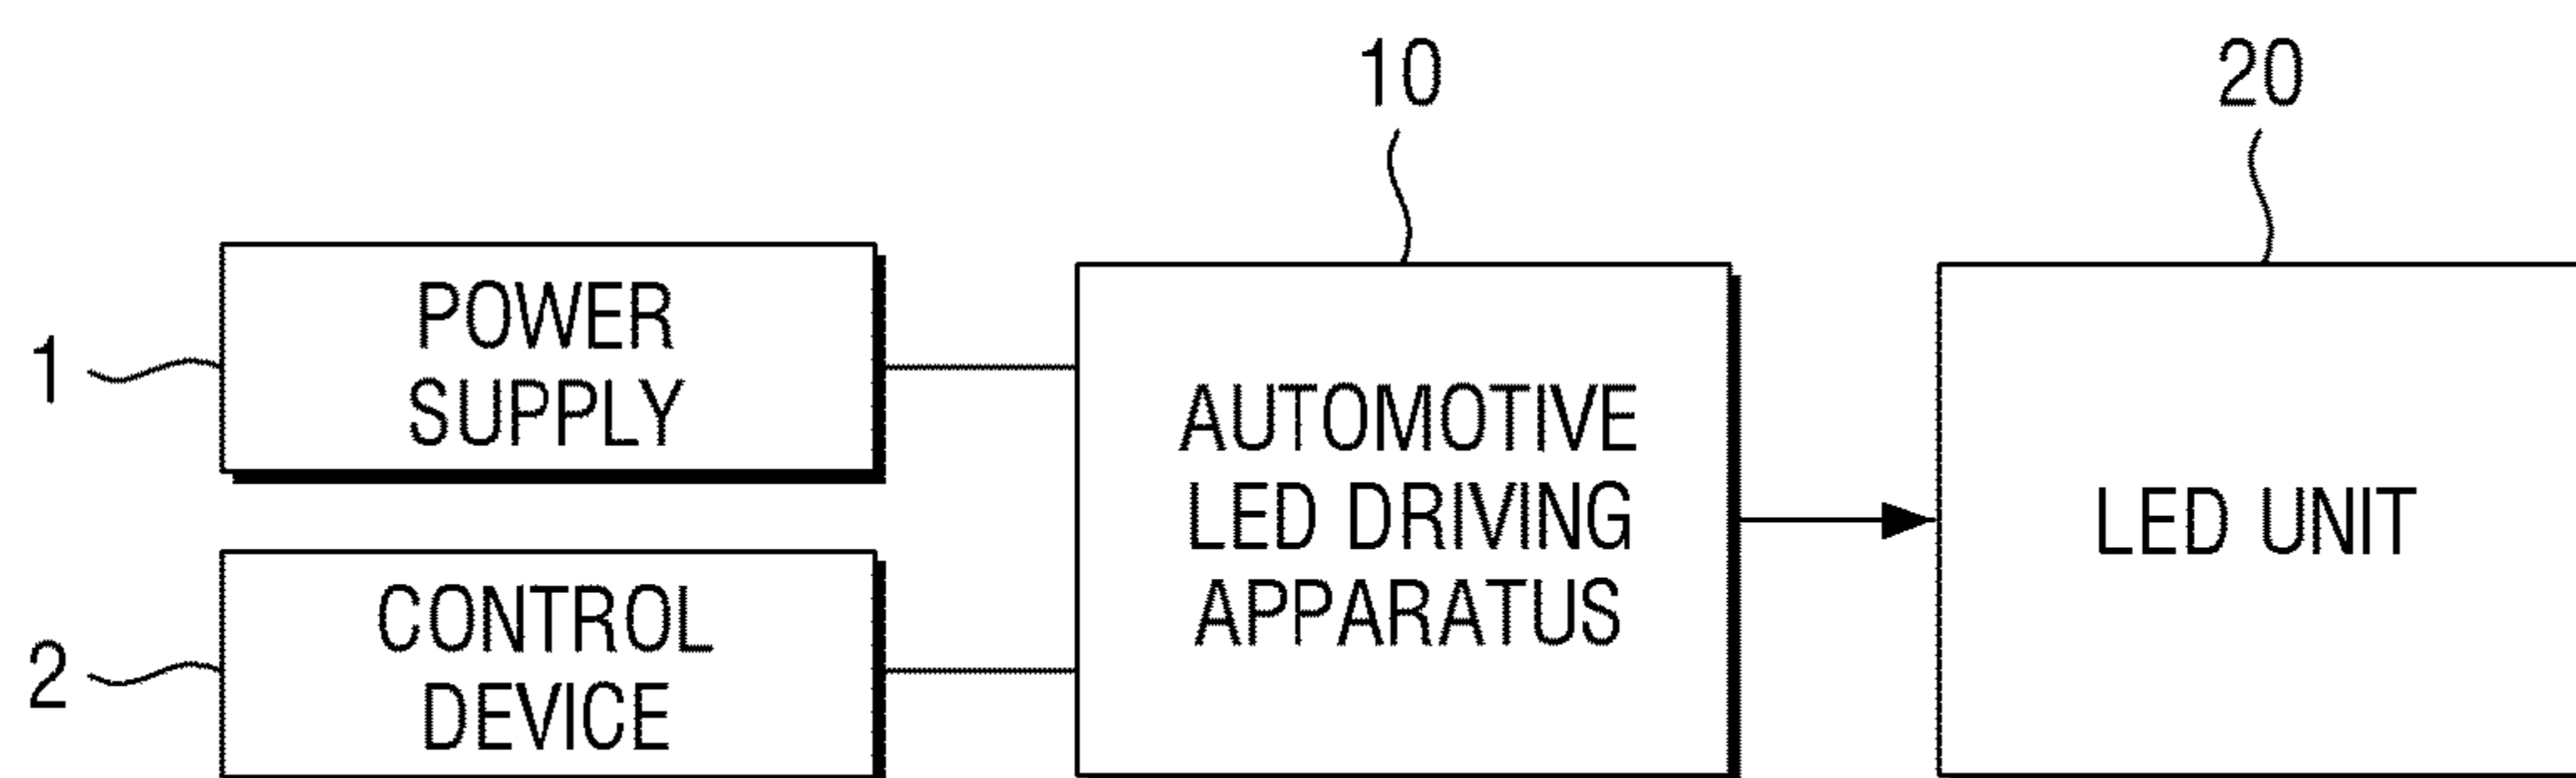 10
20
1
POWER
SUPPLY
AUTOMOTIVE
LED DRIVING
APPARATUS
LED UNIT
2
CONTROL
DEVICE